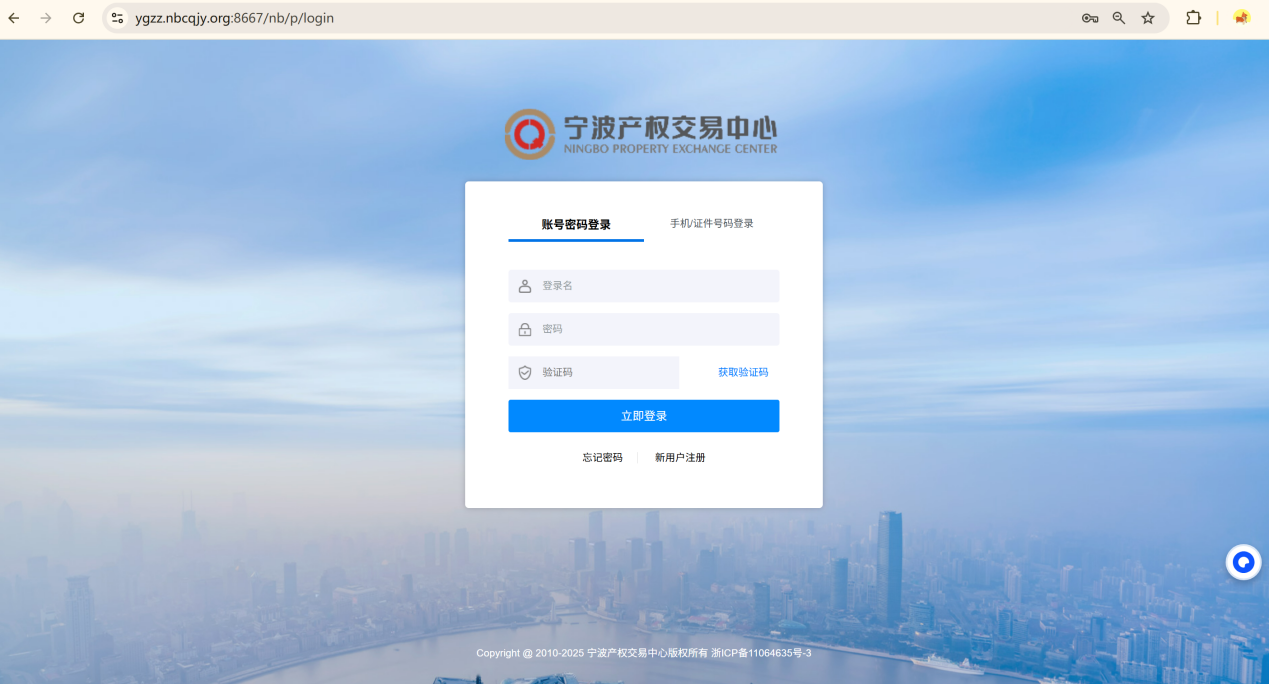 ygzz.nbcqjy.org:8667/nb/p/login
宁波产权交易中心
NINGBO PROPERTY EXCHANGE CENTER
账号密码登录 手机/证件号码登录
登录名
密码
验证码 获取验证码
立即登录
忘记密码 新用户注册
Copyright @ 2010-2025 宁波产权交易中心版权所有 浙ICP备11064635号-3